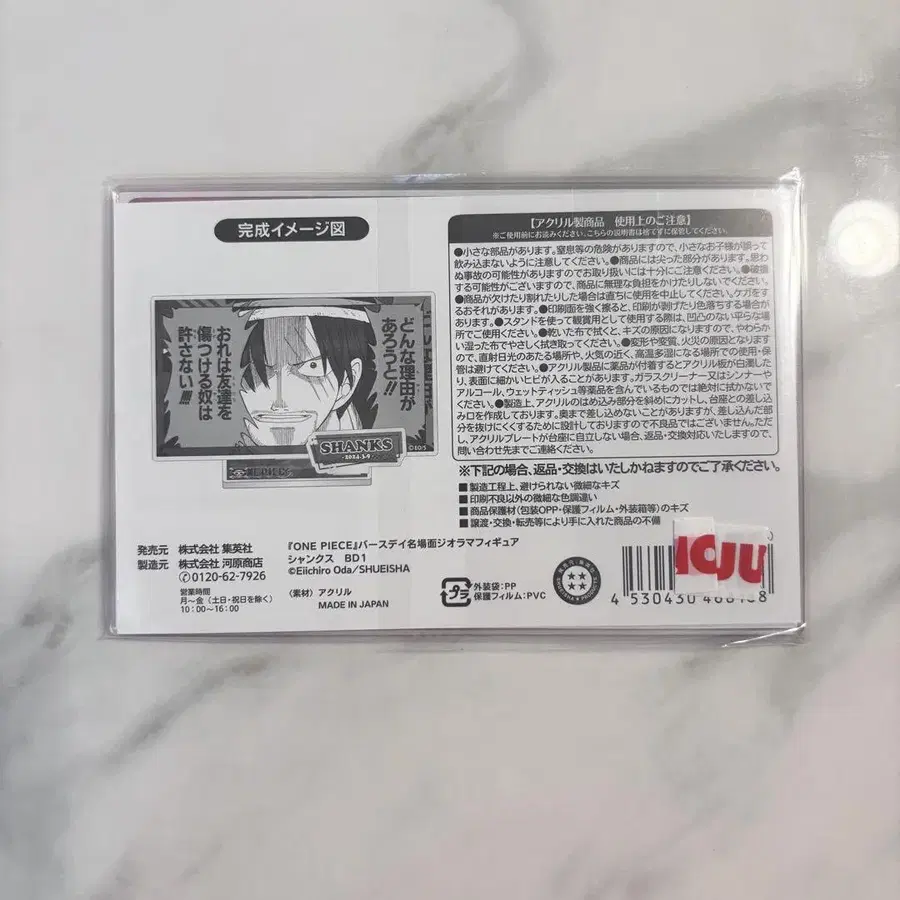 完成イメージ図
どんな理由が
あろうと!!
おれは友達を
傷つける奴は
許さない!!!!
SHANKS
-2024.3.9-
©EO/S
【アクリル製商品 使用上のご注意】
※ご使用前にお読みください。こちらの説明書は捨てずに保管してください。
●小さな部品があります。窒息等の危険がありますので、小さなお子様が誤って
飲み込まないように注意してください。●商品には尖った部分があります。思わ
ぬ事故の可能性がありますのでお取り扱いには十分にご注意ください。●破損
する可能性がございますので、商品に無理な負担をかけたりしないでください。
●商品が欠けたり割れたりした場合は直ちに使用を中止してください。ケガをす
るおそれがあります。●印刷面を強く擦ると、印刷が剥げたり色落ちする場合が
あります。●スタンドを使って観賞用として使用する際は、凹凸のない平らな場
所でご使用ください。●乾いた布で拭くと、キズの原因になりますので、やわらか
い湿った布でやさしく拭き取ってください。●変形や変質、火災の原因となります
ので、直射日光のあたる場所や、火気の近く、高温多湿になる場所での使用・保
管は避けてください。●アクリル製品に薬品が付着するとアクリル板が白濁した
り、表面に細かいヒビが入ることがあります。ガラスクリーナー又はシンナーや
アルコール、ウェットティッシュ等薬品を含んでいるものでは絶対に拭かないで
ください。●製造上、アクリルのはめ込み部分を斜めにカットし、台座との差し込
み口を作成しております。奥まで差し込めないことがありますが、差し込んだ部
分を抜けにくくするために設計しておりますので不良品ではございません。ただ
し、アクリルプレートが台座に自立しない場合、返品・交換対応いたしますので、
問い合わせ先までご連絡ください。
※下記の場合、返品・交換はいたしかねますのでご了承ください。
■製造工程上、避けられない微細なキズ
■印刷不良以外の微細な色調違い
■商品保護材(包装OPP・保護フィルム・外装箱等)のキズ
■譲渡・交換・転売等により手に入れた商品の不備
発売元 株式会社 集英社
製造元 株式会社 河原商店
✆0120-62-7926
営業時間
月～金(土日・祝日を除く)
10:00～16:00
『ONE PIECE』バースデイ名場面ジオラマフィギュア
シャンクス BD1
©Eiichiro Oda/SHUEISHA
〈素材〉アクリル
MADE IN JAPAN
プラ
外装袋:PP
保護フィルム:PVC